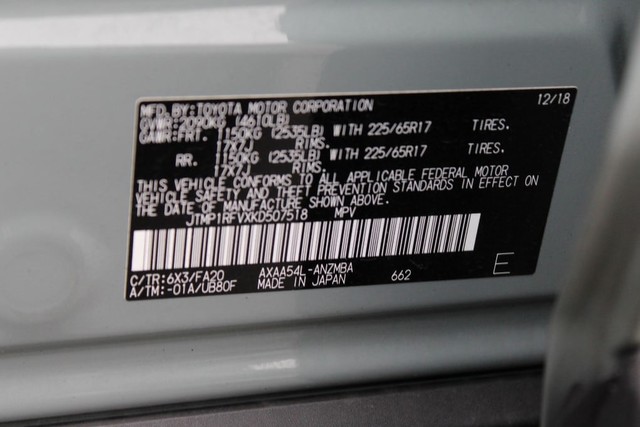 MFD.BY:TOYOTA MOTOR CORPORATION 12/18
GVWR:2090KG (4610LB)
GAWR:FRT. 1150KG (2535LB) WITH 225/65R17 TIRES.
17X7J RIMS.
RR. 1150KG (2535LB) WITH 225/65R17 TIRES.
17X7J RIMS.
THIS VEHICLE CONFORMS TO ALL APPLICABLE FEDERAL MOTOR
VEHICLE SAFETY AND THEFT PREVENTION STANDARDS IN EFFECT ON
THE DATE OF MANUFACTURE SHOWN ABOVE.
JTMP1RFVXKD507518 MPV
C/TR:6X3/FA20 AXAA54L-ANZMBA
A/TM:-01A/UB80F MADE IN JAPAN 662 E